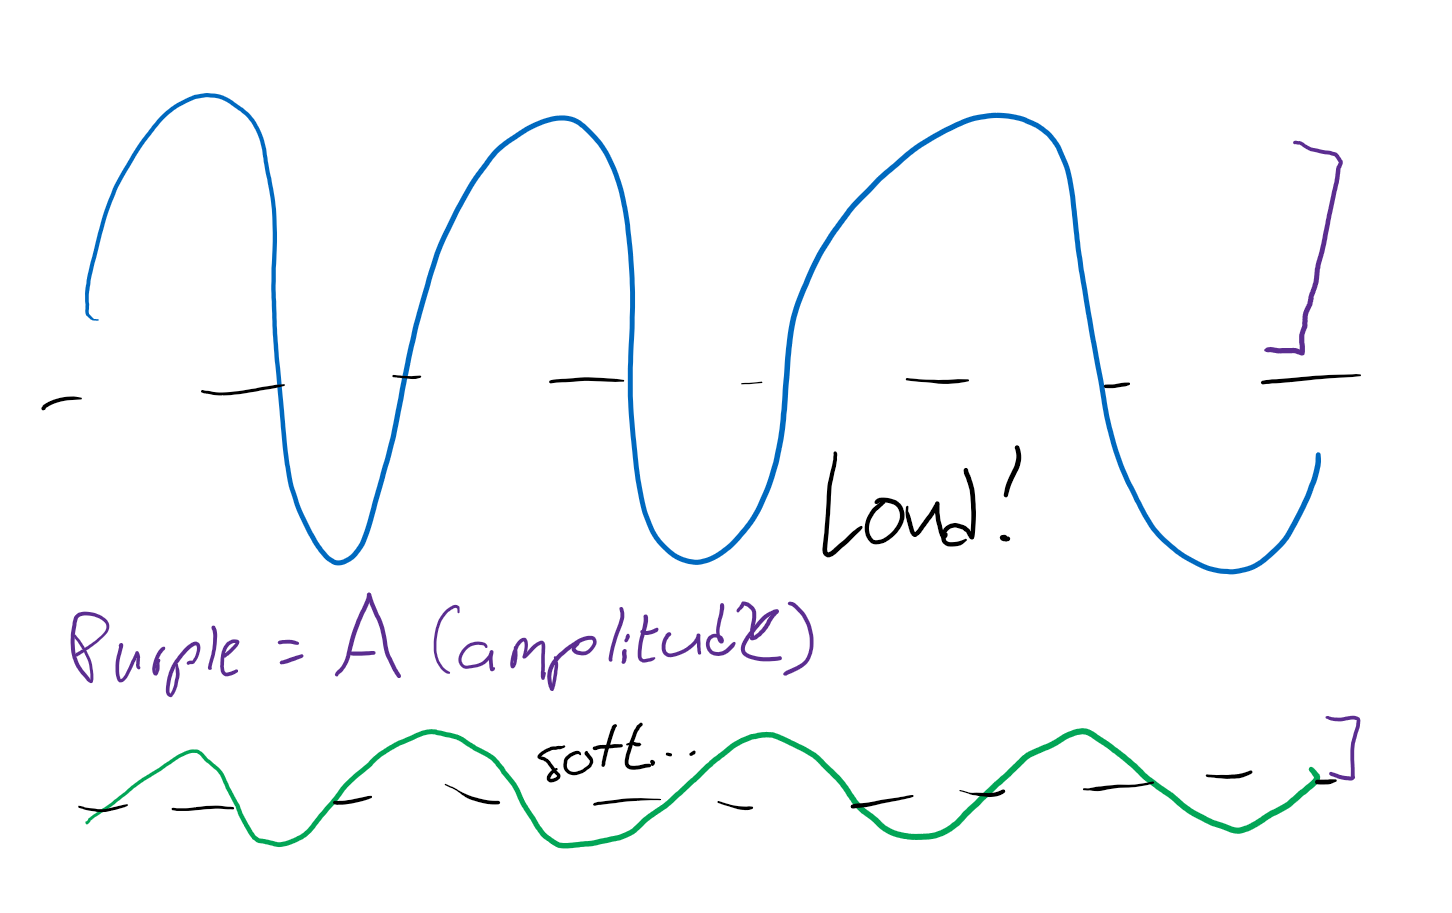 Loud!
Purple = A (amplitude)
soft...